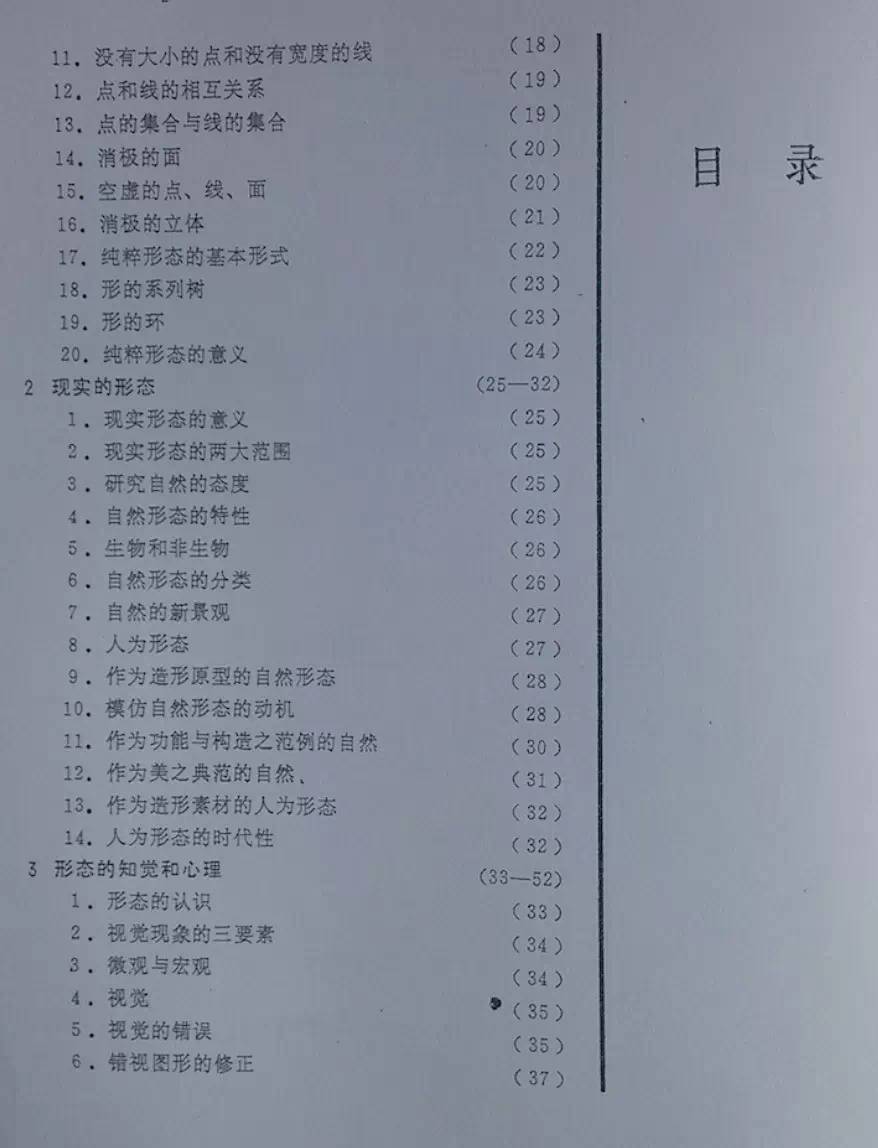 目 录
11．没有大小的点和没有宽度的线 (18)
12．点和线的相互关系 (19)
13．点的集合与线的集合 (19)
14．消极的面 (20)
15．空虚的点、线、面 (20)
16．消极的立体 (21)
17．纯粹形态的基本形式 (22)
18．形的系列树 (23)
19．形的环 (23)
20．纯粹形态的意义 (24)
2 现实的形态 (25—32)
1．现实形态的意义 (25)
2．现实形态的两大范围 (25)
3．研究自然的态度 (25)
4．自然形态的特性 (26)
5．生物和非生物 (26)
6．自然形态的分类 (26)
7．自然的新景观 (27)
8．人为形态 (27)
9．作为造形原型的自然形态 (28)
10．模仿自然形态的动机 (28)
11．作为功能与构造之范例的自然 (30)
12．作为美之典范的自然、 (31)
13．作为造形素材的人为形态 (32)
14．人为形态的时代性 (32)
3 形态的知觉和心理 (33—52)
1．形态的认识 (33)
2．视觉现象的三要素 (34)
3．微观与宏观 (34)
4．视觉 (35)
5．视觉的错误 (35)
6．错视图形的修正 (37)